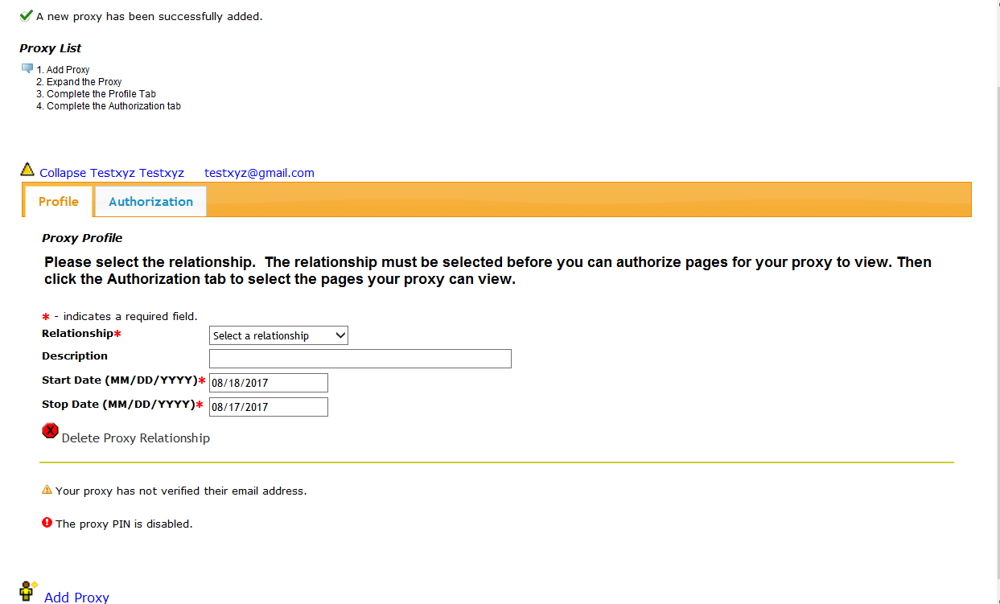 A new proxy has been successfully added.
Proxy List
1. Add Proxy
2. Expand the Proxy
3. Complete the Profile Tab
4. Complete the Authorization tab
Collapse Testxyz Testxyz testxyz@gmail.com
Profile Authorization
Proxy Profile
Please select the relationship.  The relationship must be selected before you can authorize pages for your proxy to view. Then
click the Authorization tab to select the pages your proxy can view.
* - indicates a required field.
Relationship* Select a relationship
Description
Start Date (MM/DD/YYYY)* 08/18/2017
Stop Date (MM/DD/YYYY)* 08/17/2017
X Delete Proxy Relationship
Your proxy has not verified their email address.
The proxy PIN is disabled.
Add Proxy